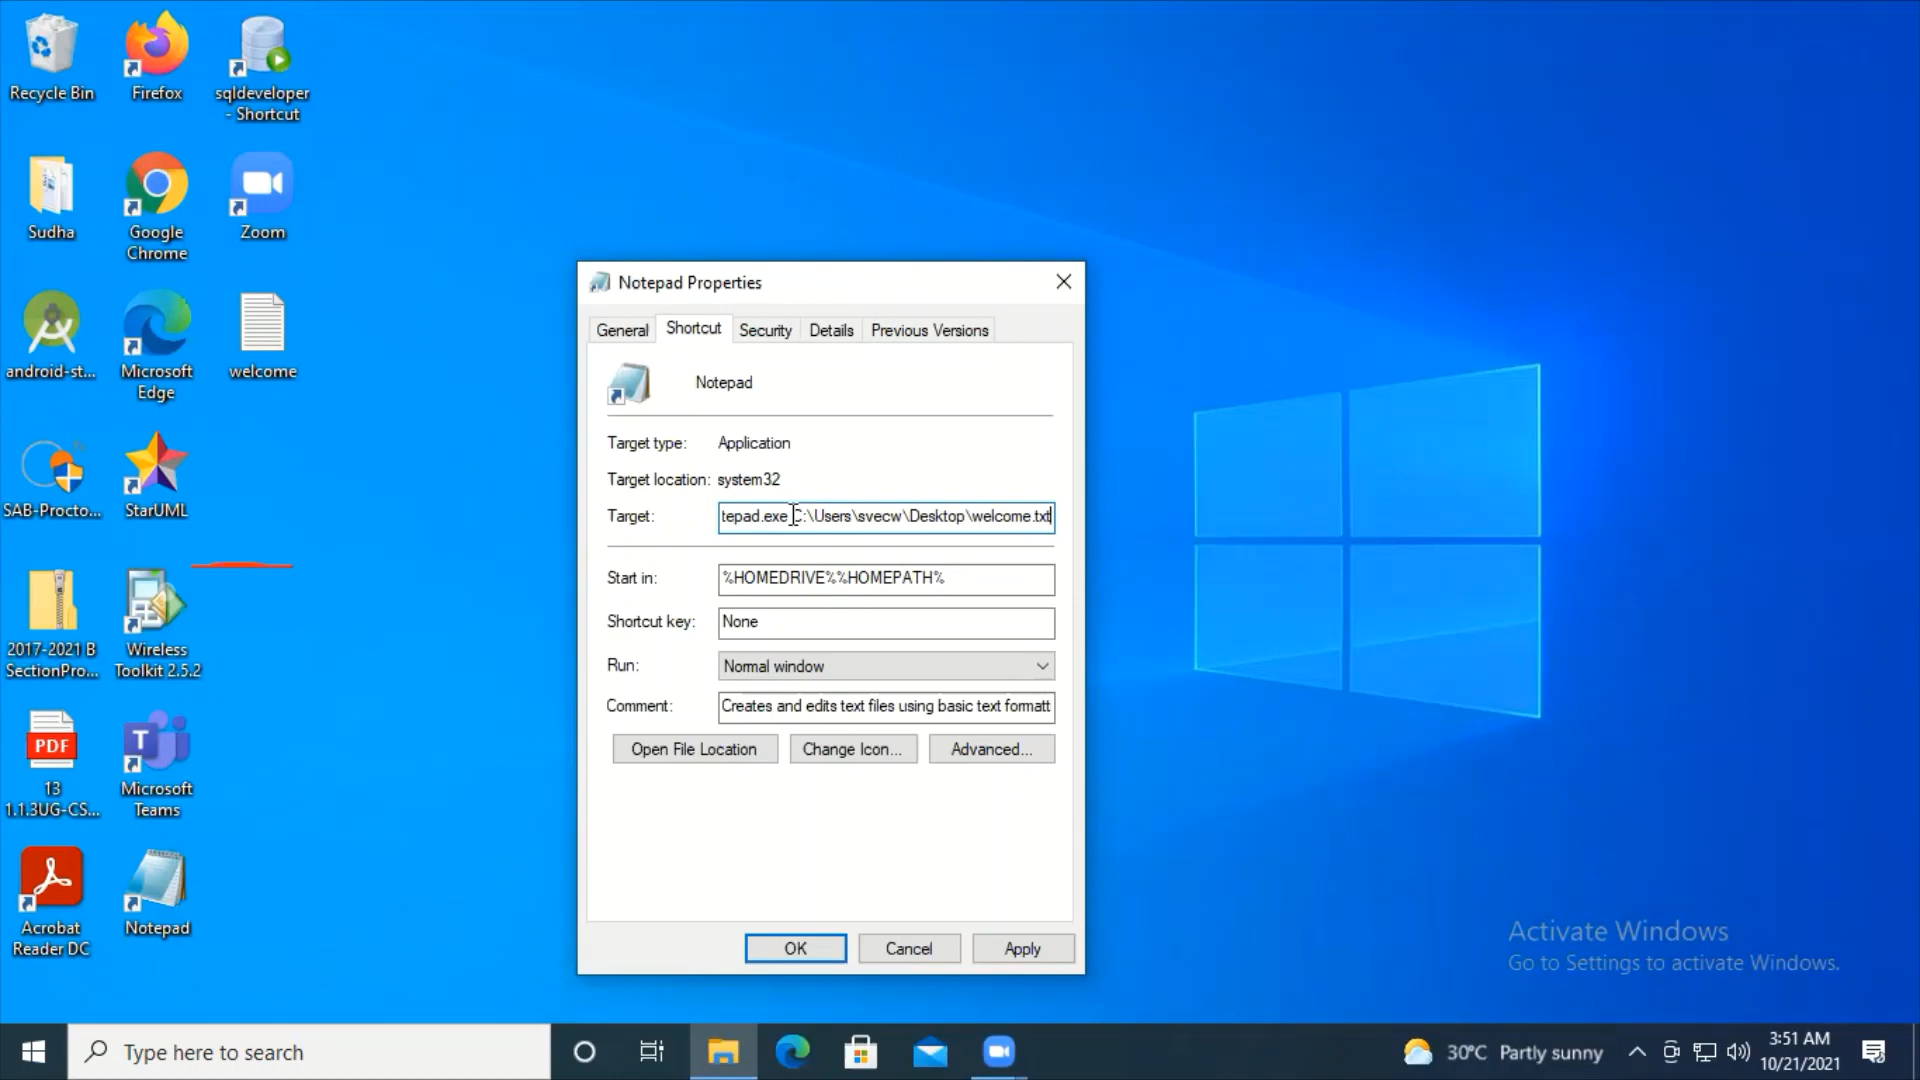 Recycle Bin
Firefox
sqldeveloper
- Shortcut
Sudha
Google
Chrome
Zoom
android-st...
Microsoft
Edge
welcome
SAB-Procto...
StarUML
2017-2021 B
SectionPro...
Wireless
Toolkit 2.5.2
PDF
13
1.1.3UG-CS...
Microsoft
Teams
Acrobat
Reader DC
Notepad
Notepad Properties
General Shortcut Security Details Previous Versions
Notepad
Target type: Application
Target location: system32
Target: tepad.exe C:\Users\svecw\Desktop\welcome.txt
Start in: %HOMEDRIVE%%HOMEPATH%
Shortcut key: None
Run: Normal window
Comment: Creates and edits text files using basic text formatt
Open File Location Change Icon... Advanced...
OK Cancel Apply
Activate Windows
Go to Settings to activate Windows.
Type here to search
30°C Partly sunny
3:51 AM
10/21/2021